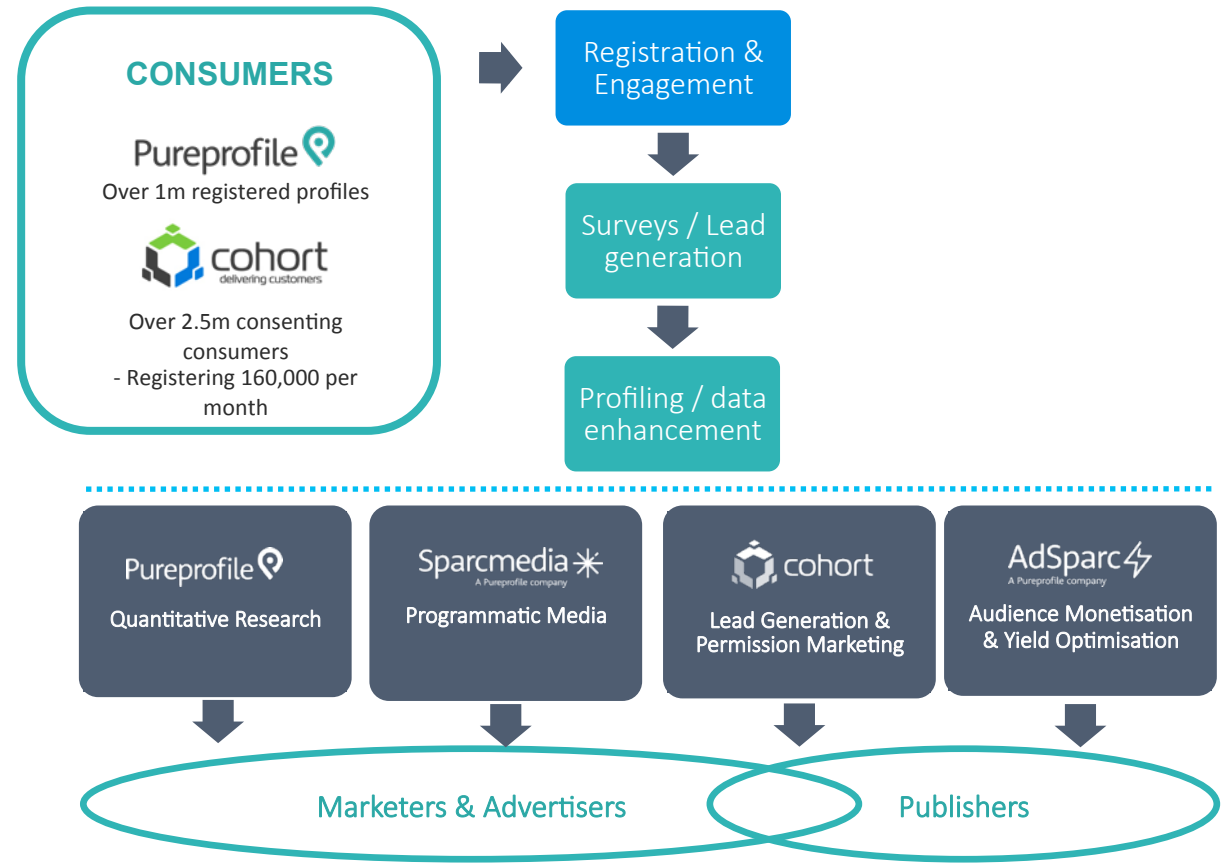 CONSUMERS
Pureprofile
Over 1m registered profiles
cohort
delivering customers
Over 2.5m consenting
consumers
- Registering 160,000 per
month
Registration &
Engagement
Surveys / Lead
generation
Profiling / data
enhancement
Pureprofile
Quantitative Research
Sparcmedia
A Pureprofile company
Programmatic Media
cohort
Lead Generation &
Permission Marketing
AdSparc
A Pureprofile company
Audience Monetisation
& Yield Optimisation
Marketers & Advertisers
Publishers